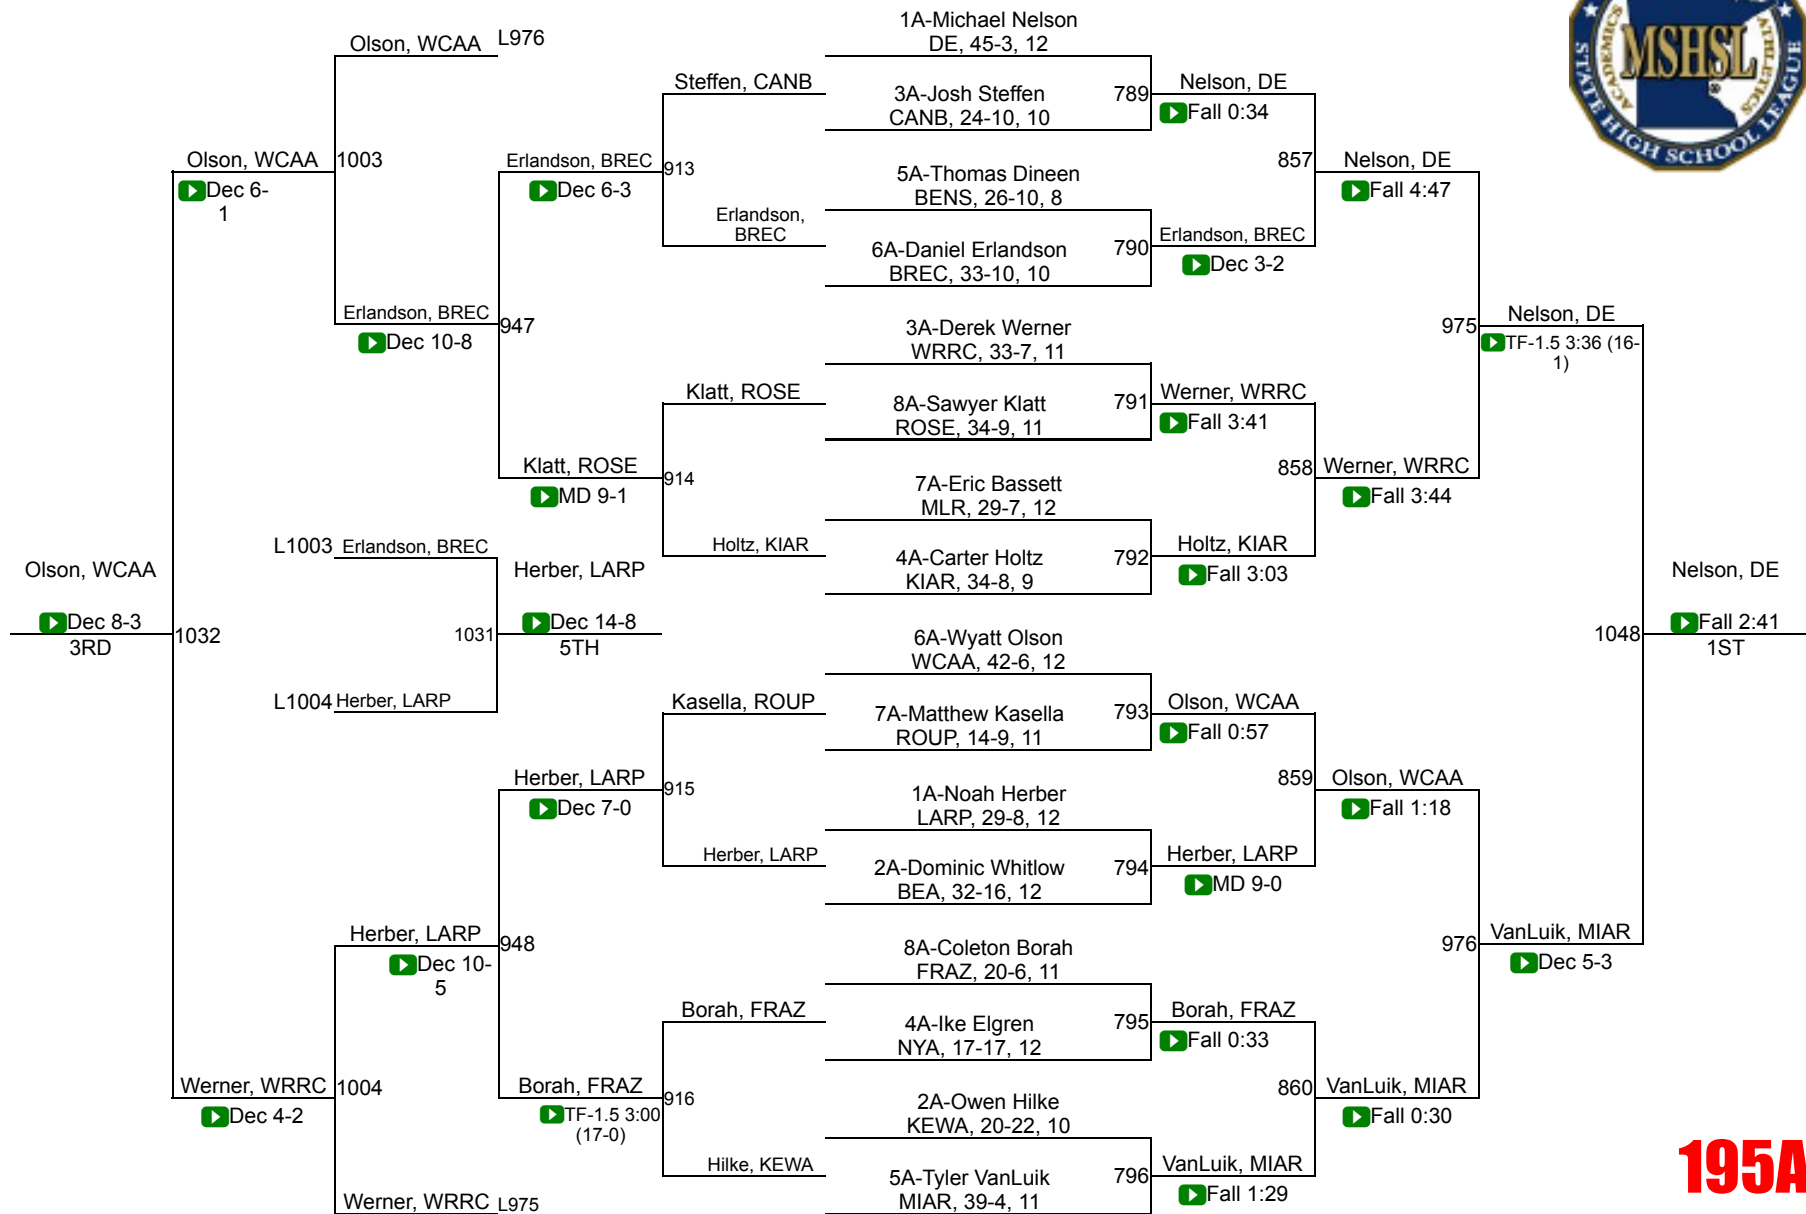 Olson, WCAA
L976
1A-Michael Nelson
DE, 45-3, 12
Steffen, CANB
3A-Josh Steffen
CANB, 24-10, 10
789
Nelson, DE
Fall 0:34
Olson, WCAA
1003
Dec 6-
1
Erlandson, BREC
913
Dec 6-3
5A-Thomas Dineen
BENS, 26-10, 8
857
Nelson, DE
Fall 4:47
Erlandson,
BREC
6A-Daniel Erlandson
BREC, 33-10, 10
790
Erlandson, BREC
Dec 3-2
Erlandson, BREC
947
Dec 10-8
3A-Derek Werner
WRRC, 33-7, 11
975
Nelson, DE
TF-1.5 3:36 (16-
1)
Klatt, ROSE
8A-Sawyer Klatt
ROSE, 34-9, 11
791
Werner, WRRC
Fall 3:41
Klatt, ROSE
914
MD 9-1
7A-Eric Bassett
MLR, 29-7, 12
858
Werner, WRRC
Fall 3:44
L1003
Erlandson, BREC
Holtz, KIAR
4A-Carter Holtz
KIAR, 34-8, 9
792
Holtz, KIAR
Fall 3:03
Olson, WCAA
Dec 8-3
3RD
1032
1031
Herber, LARP
Dec 14-8
5TH
6A-Wyatt Olson
WCAA, 42-6, 12
1048
Nelson, DE
Fall 2:41
1ST
L1004
Herber, LARP
Kasella, ROUP
7A-Matthew Kasella
ROUP, 14-9, 11
793
Olson, WCAA
Fall 0:57
Herber, LARP
915
Dec 7-0
1A-Noah Herber
LARP, 29-8, 12
859
Olson, WCAA
Fall 1:18
Herber, LARP
2A-Dominic Whitlow
BEA, 32-16, 12
794
Herber, LARP
MD 9-0
Herber, LARP
948
Dec 10-
5
8A-Coleton Borah
FRAZ, 20-6, 11
976
VanLuik, MIAR
Dec 5-3
Borah, FRAZ
4A-Ike Elgren
NYA, 17-17, 12
795
Borah, FRAZ
Fall 0:33
Werner, WRRC
1004
Dec 4-2
Borah, FRAZ
916
TF-1.5 3:00
(17-0)
2A-Owen Hilke
KEWA, 20-22, 10
860
VanLuik, MIAR
Fall 0:30
Hilke, KEWA
5A-Tyler VanLuik
MIAR, 39-4, 11
796
VanLuik, MIAR
Fall 1:29
Werner, WRRC
L975
195A
MSHSL
ACADEMICS
ATHLETICS
STATE HIGH SCHOOL LEAGUE